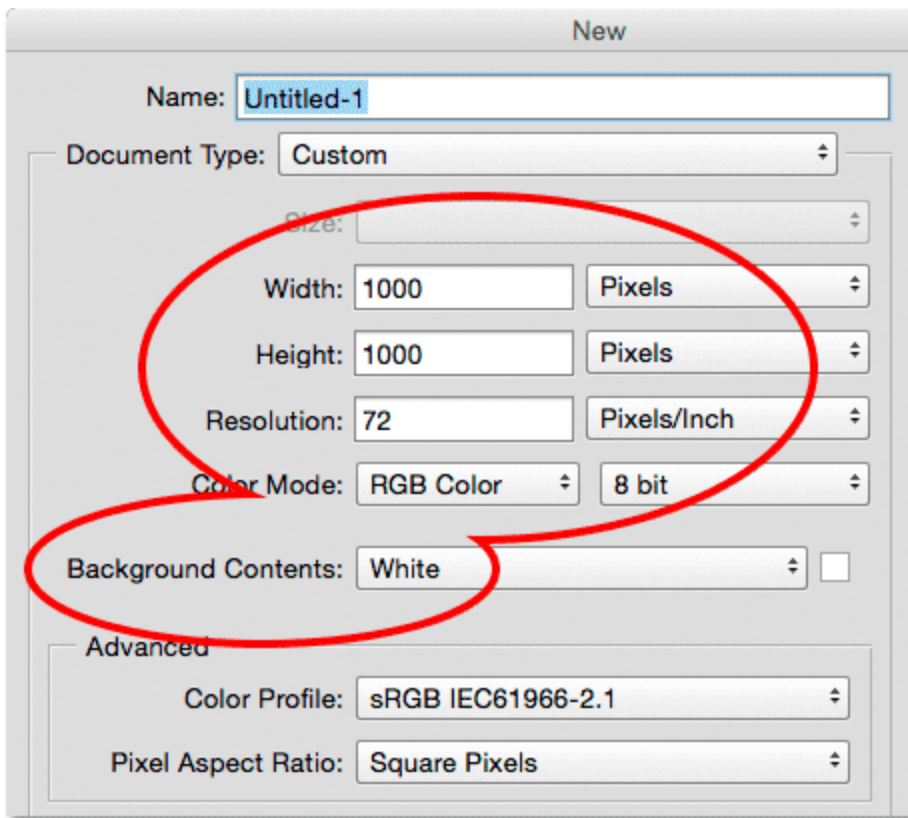 New
Name: Untitled-1
Document Type: Custom
Size:
Width: 1000 Pixels
Height: 1000 Pixels
Resolution: 72 Pixels/Inch
Color Mode: RGB Color 8 bit
Background Contents: White
Advanced
Color Profile: sRGB IEC61966-2.1
Pixel Aspect Ratio: Square Pixels